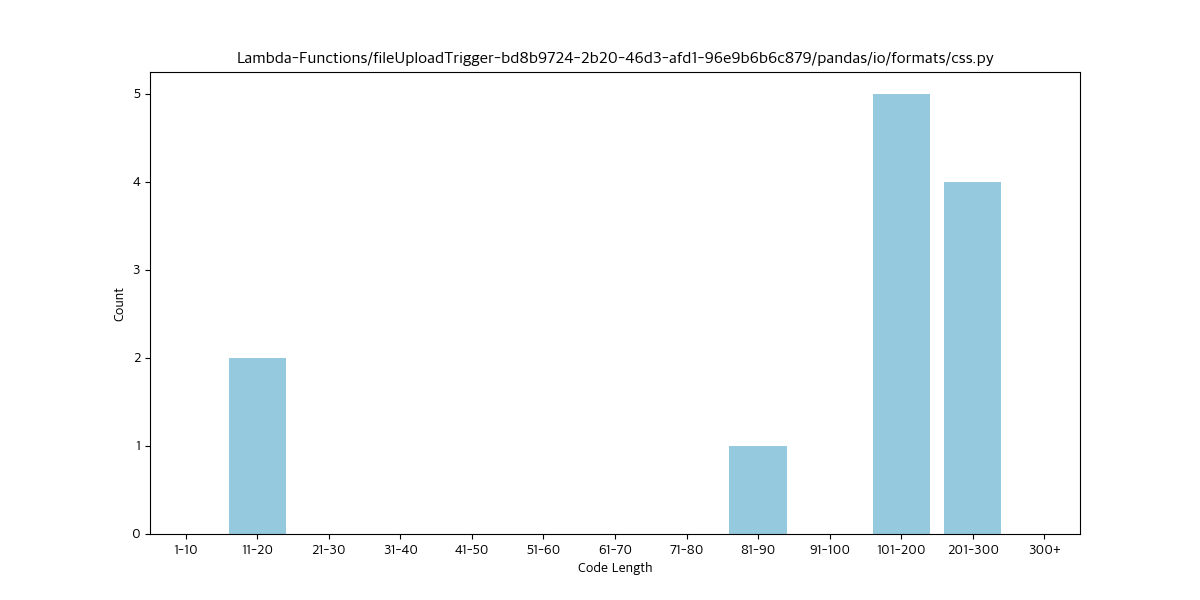 Lambda-Functions/fileUploadTrigger-bd8b9724-2b20-46d3-afd1-96e9b6b6c879/pandas/io/formats/css.py
5
4
3
2
1
0
Count
1-10 11-20 21-30 31-40 41-50 51-60 61-70 71-80 81-90 91-100 101-200 201-300 300+
Code Length